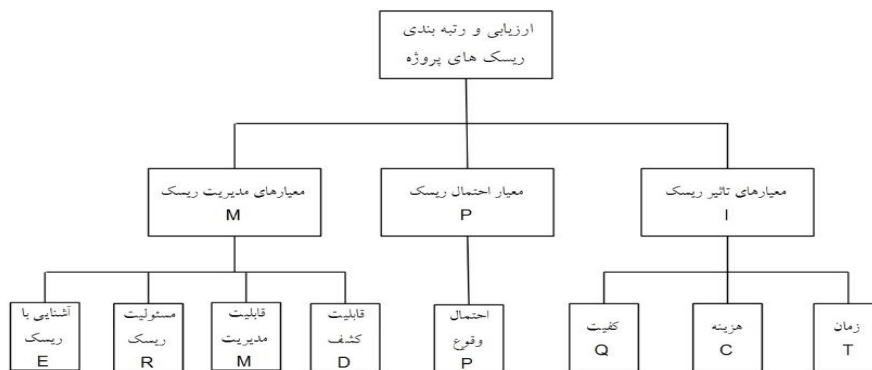 ارزیابی و رتبه بندی
ریسک های پروژه
معیارهای تاثیر ریسک
I
معیار احتمال ریسک
P
معیارهای مدیریت ریسک
M
زمان
T
هزینه
C
کیفیت
Q
احتمال
وقوع
P
قابلیت
کشف
D
قابلیت
مدیریت
M
مسئولیت
ریسک
R
آشنایی با
ریسک
E